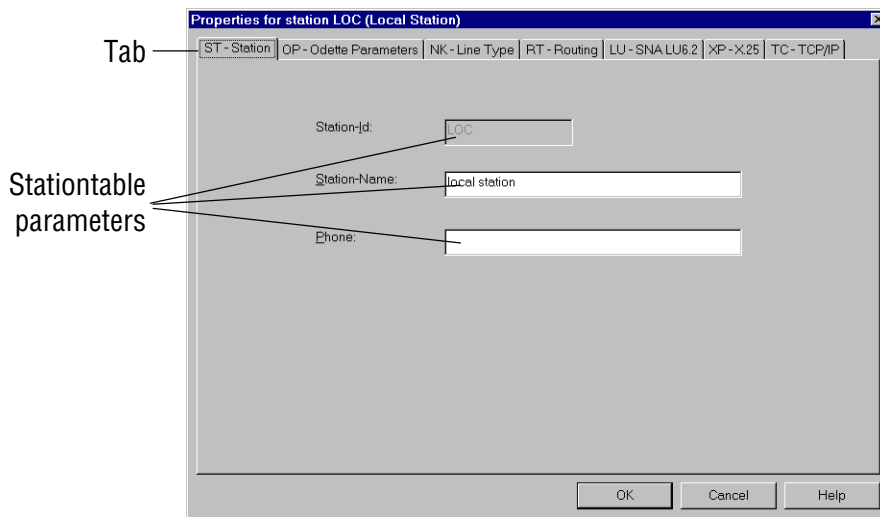 Properties for station LOC (Local Station)
Tab
ST - Station OP - Odette Parameters NK - Line Type RT - Routing LU - SNA LU6.2 XP - X.25 TC - TCP/IP
Station-Id: LOC
Stationtable
parameters
Station-Name: local station
Phone:
OK Cancel Help